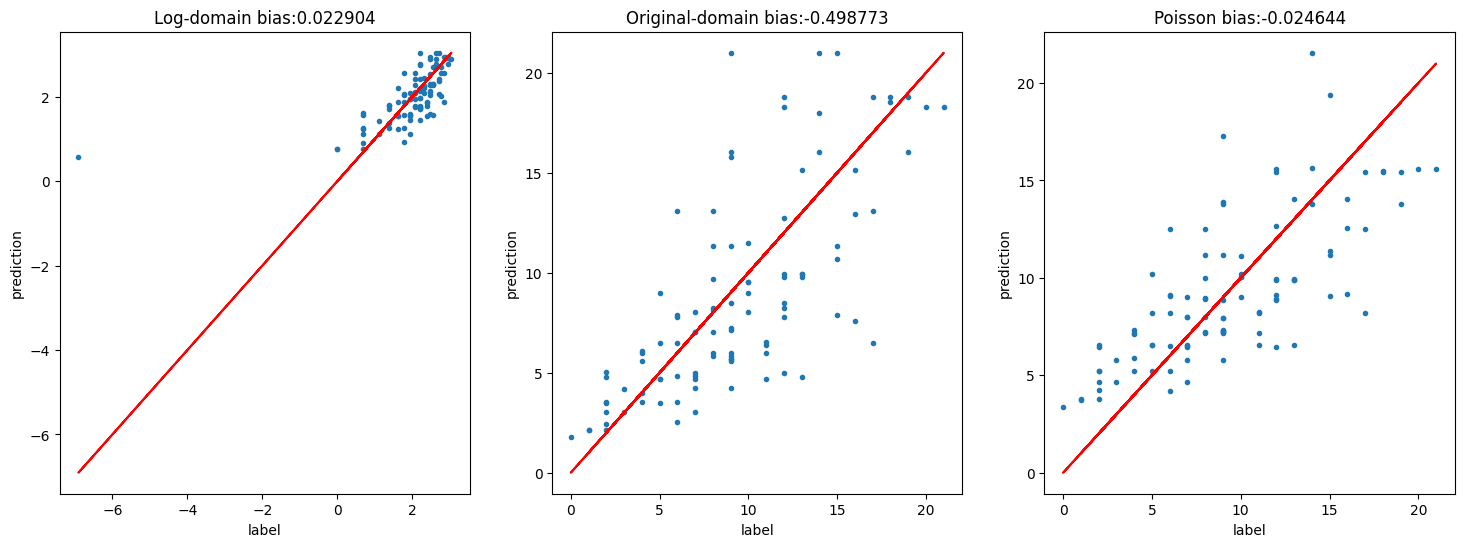 Log-domain bias:0.022904
prediction
2
0
−2
−4
−6
−6 −4 −2 0 2
label
Original-domain bias:-0.498773
prediction
20
15
10
5
0
0 5 10 15 20
label
Poisson bias:-0.024644
prediction
20
15
10
5
0
0 5 10 15 20
label